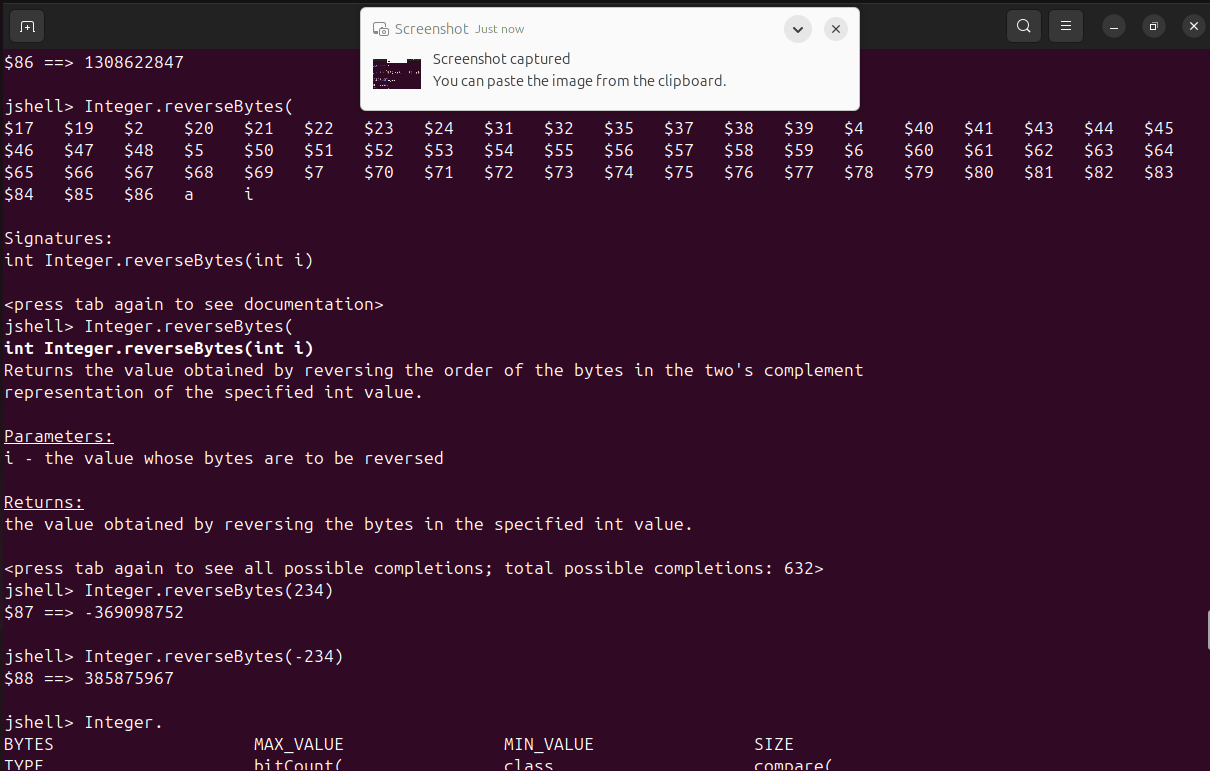 Screenshot Just now
Screenshot captured
You can paste the image from the clipboard.
$86 ==> 1308622847
jshell> Integer.reverseBytes(
$17 $19 $2 $20 $21 $22 $23 $24 $31 $32 $35 $37 $38 $39 $4 $40 $41 $43 $44 $45
$46 $47 $48 $5 $50 $51 $52 $53 $54 $55 $56 $57 $58 $59 $6 $60 $61 $62 $63 $64
$65 $66 $67 $68 $69 $7 $70 $71 $72 $73 $74 $75 $76 $77 $78 $79 $80 $81 $82 $83
$84 $85 $86 a i
Signatures:
int Integer.reverseBytes(int i)
<press tab again to see documentation>
jshell> Integer.reverseBytes(
int Integer.reverseBytes(int i)
Returns the value obtained by reversing the order of the bytes in the two's complement
representation of the specified int value.
Parameters:
i - the value whose bytes are to be reversed
Returns:
the value obtained by reversing the bytes in the specified int value.
<press tab again to see all possible completions; total possible completions: 632>
jshell> Integer.reverseBytes(234)
$87 ==> -369098752
jshell> Integer.reverseBytes(-234)
$88 ==> 385875967
jshell> Integer.
BYTES MAX_VALUE MIN_VALUE SIZE
TYPE bitCount( class compare(